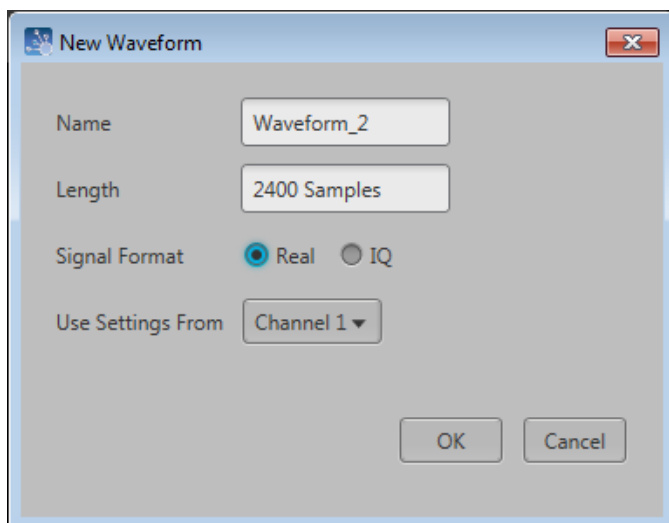 New Waveform
Name Waveform_2
Length 2400 Samples
Signal Format Real IQ
Use Settings From Channel 1
OK Cancel